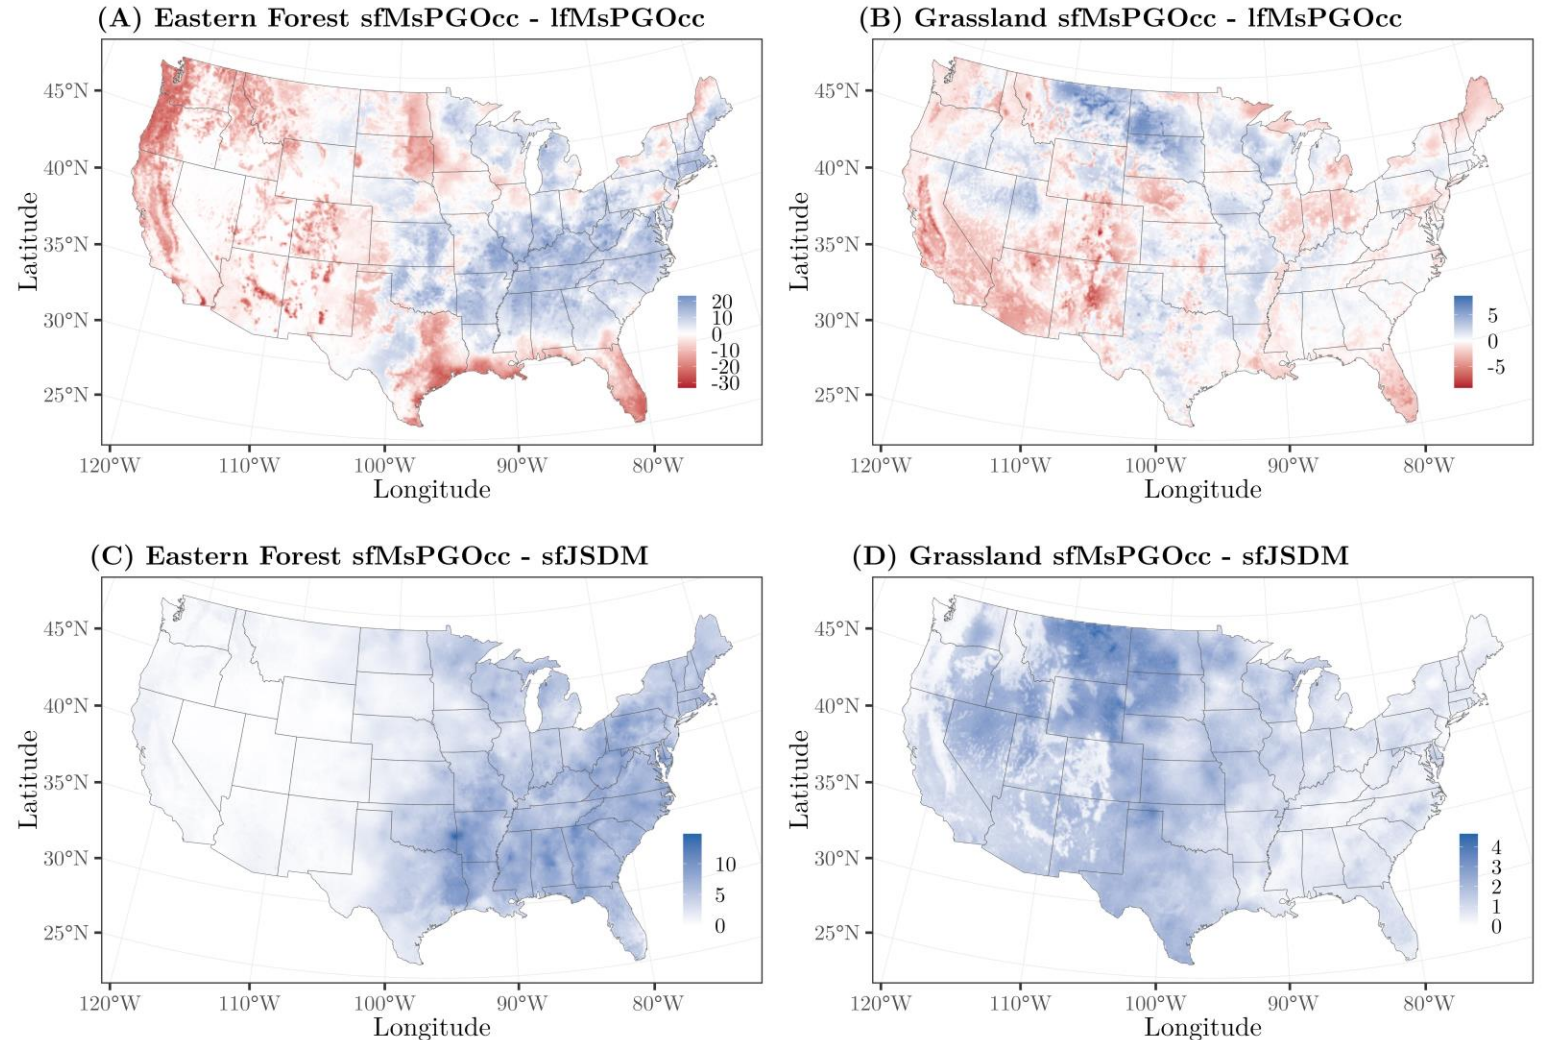 (A) Eastern Forest sfMsPGOcc - lfMsPGOcc
45°N
40°N
35°N
30°N
25°N
Latitude
20
10
0
-10
-20
-30
120°W 110°W 100°W 90°W 80°W
Longitude
(B) Grassland sfMsPGOcc - lfMsPGOcc
45°N
40°N
35°N
30°N
25°N
Latitude
5
0
-5
120°W 110°W 100°W 90°W 80°W
Longitude
(C) Eastern Forest sfMsPGOcc - sfJSDM
45°N
40°N
35°N
30°N
25°N
Latitude
10
5
0
120°W 110°W 100°W 90°W 80°W
Longitude
(D) Grassland sfMsPGOcc - sfJSDM
45°N
40°N
35°N
30°N
25°N
Latitude
4
3
2
1
0
120°W 110°W 100°W 90°W 80°W
Longitude